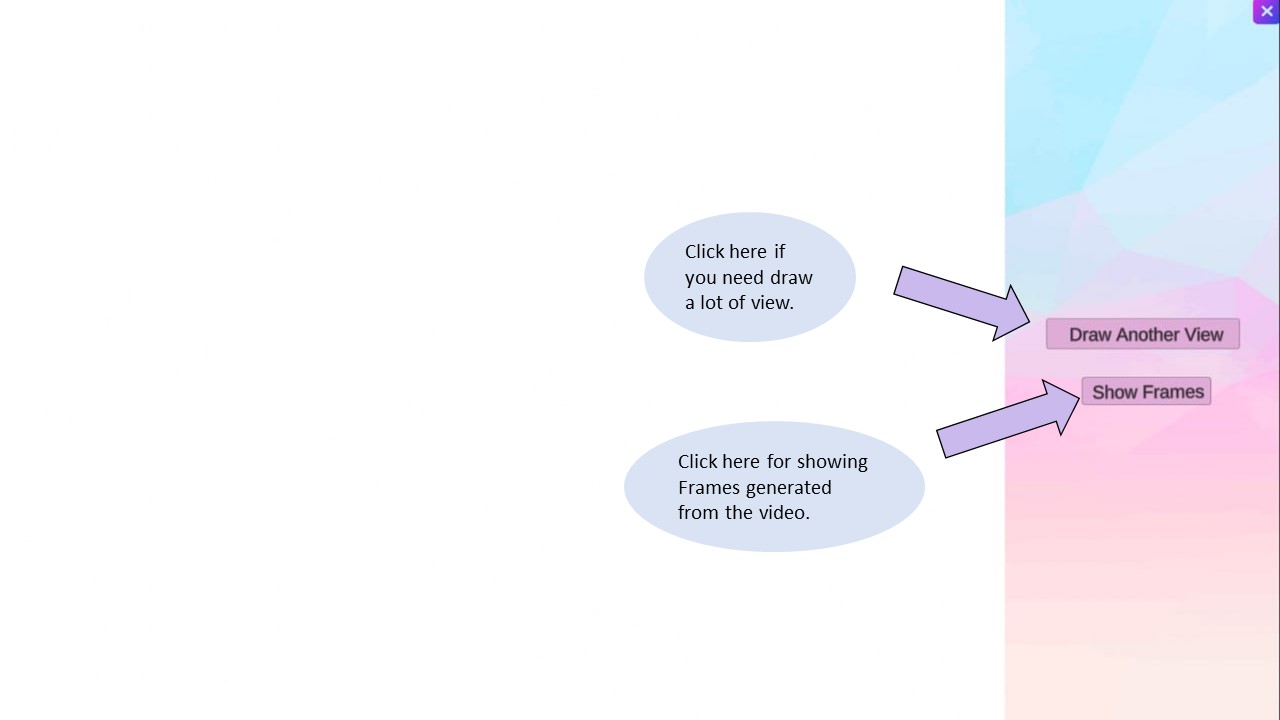 Click here if
you need draw
a lot of view.
Draw Another View
Show Frames
Click here for showing
Frames generated
from the video.